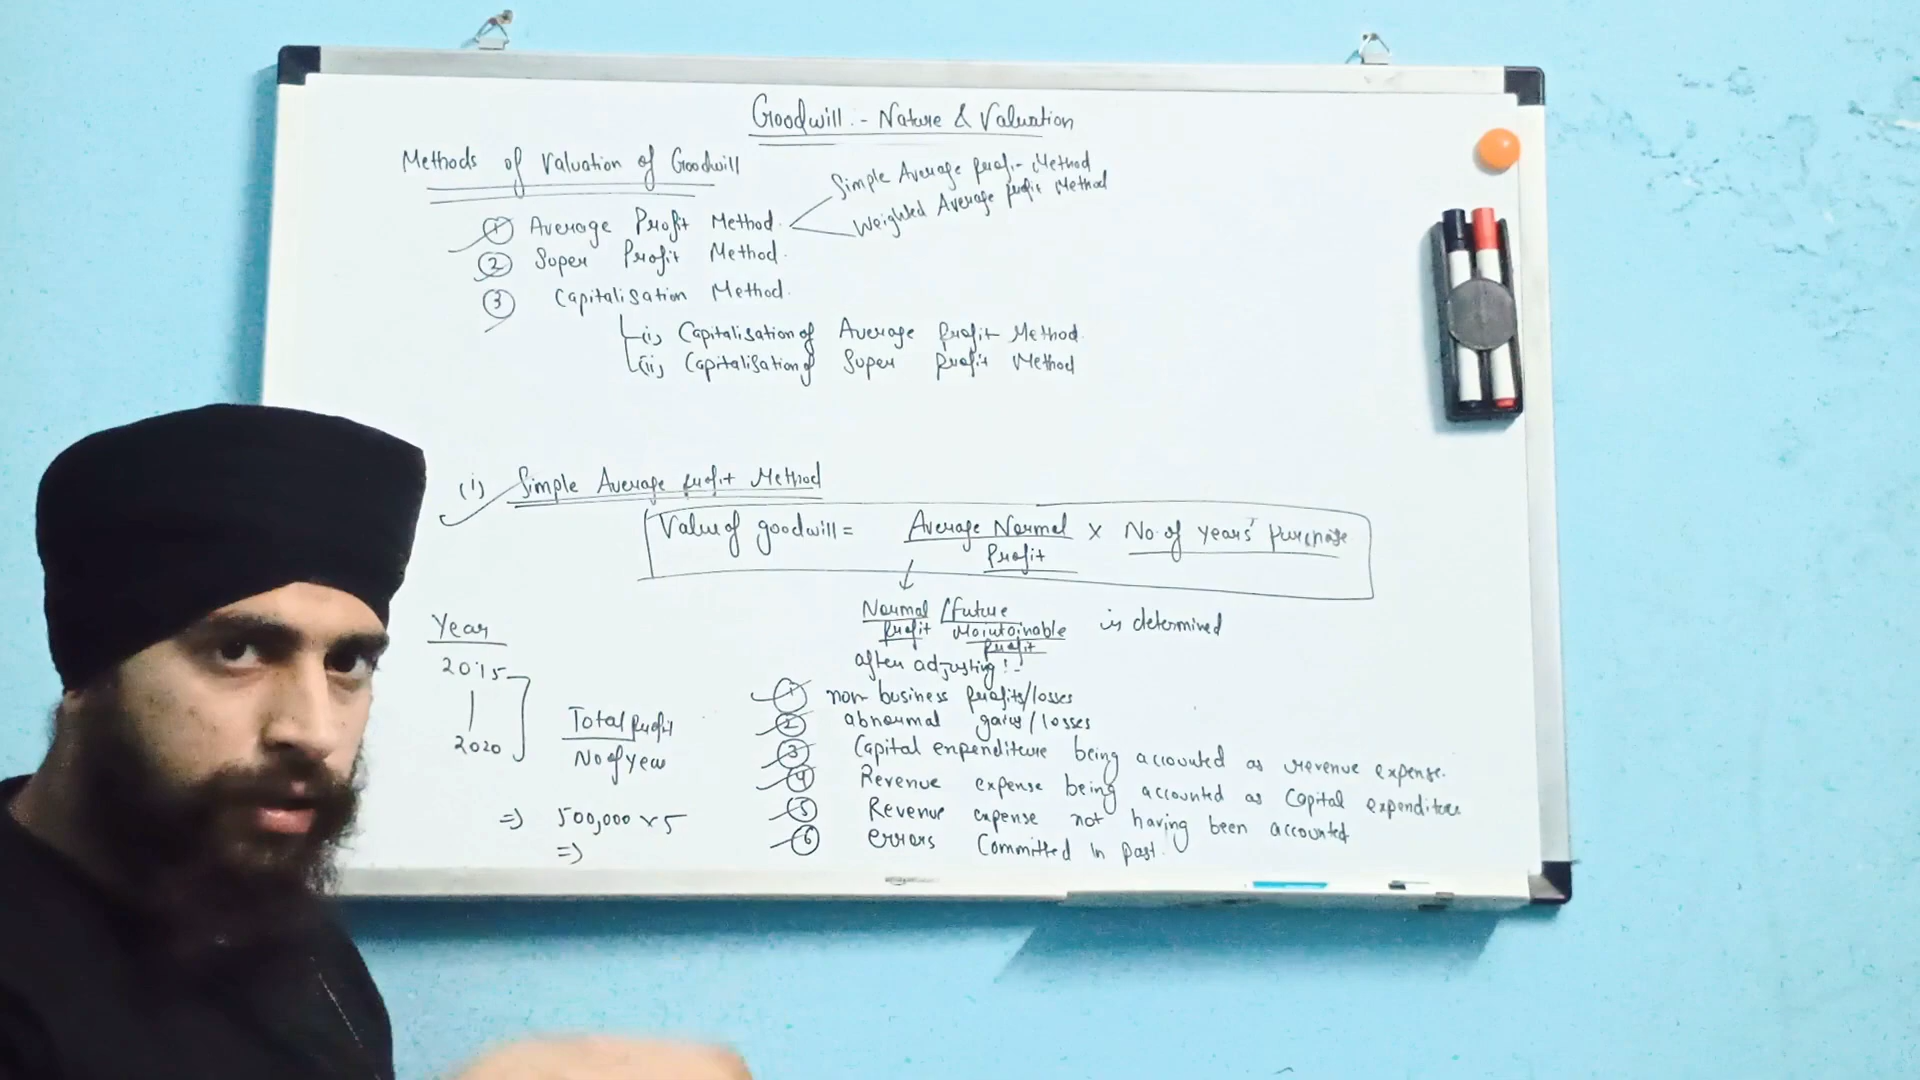 Goodwill :- Nature & Valuation
Methods of Valuation of Goodwill
① Average Profit Method.
Simple Average Profit Method
Weighted Average profit Method
② Super Profit Method.
③ Capitalisation Method.
(i) Capitalisation of Average Profit Method.
(ii) Capitalisation of Super Profit Method
(i) Simple Average profit Method
Value of goodwill = Average Normal Profit × No. of years' purchase
Normal Profit / Future Maintainable Profit is determined
after adjusting :-
① non business profits/losses
② abnormal gains/losses
③ Capital expenditure being accounted as revenue expense.
④ Revenue expense being accounted as Capital expenditure
⑤ Revenue expense not having been accounted
⑥ errors Committed in past.
Year
2015
2020
Total profit
No of year
=> 500,000 x 5
=>